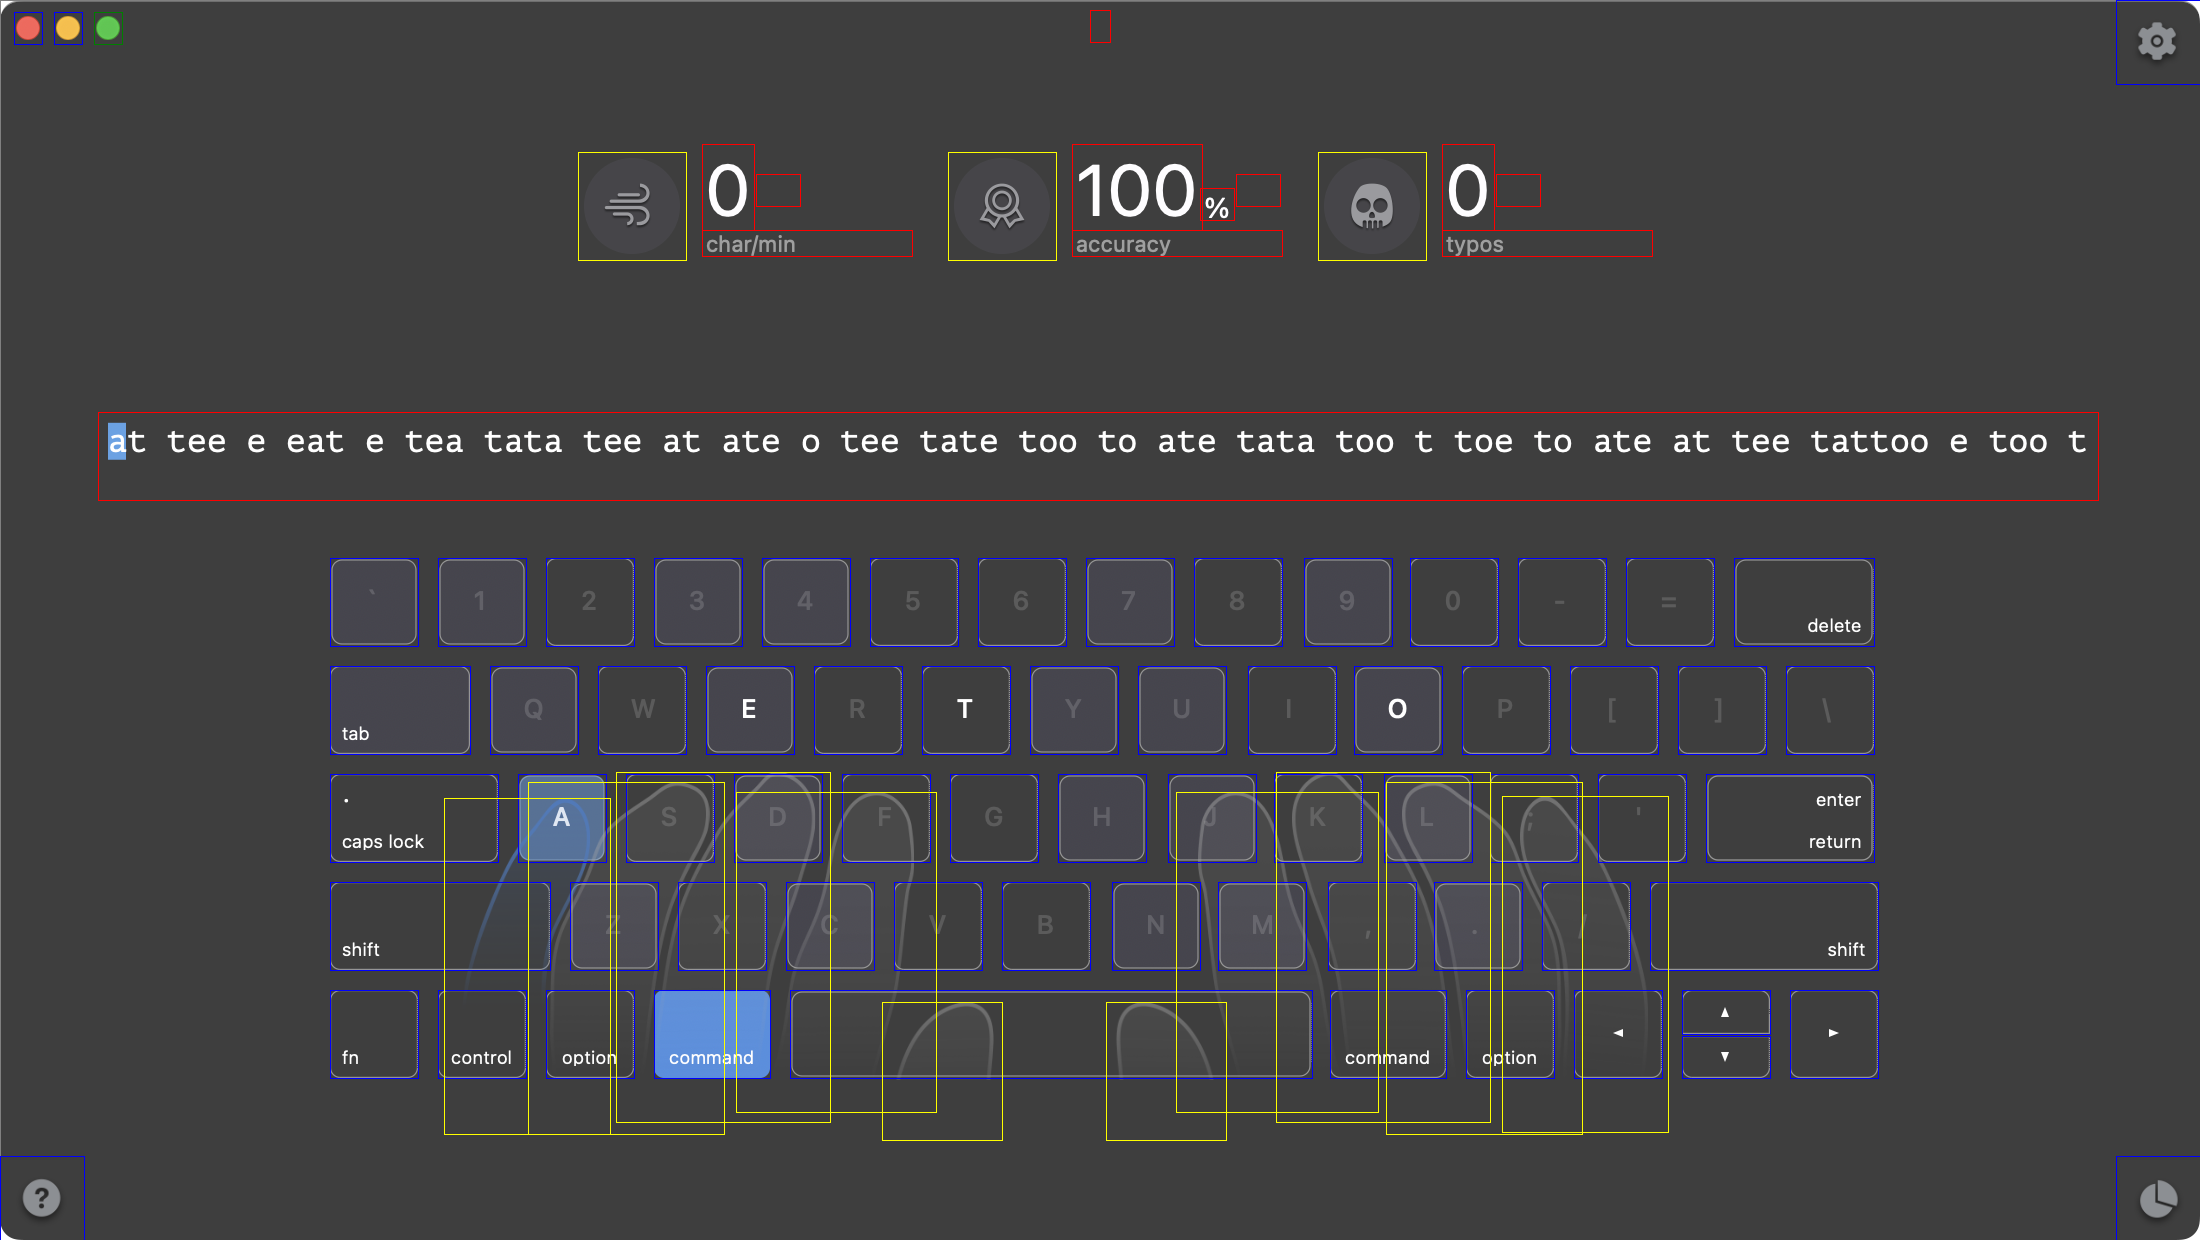 0
char/min
100 %
accuracy
0
typos
at tee e eat e tea tata tee at ate o tee tate too to ate tata too t toe to ate at tee tattoo e too t
` 1 2 3 4 5 6 7 8 9 0 - = delete
tab Q W E R T Y U I O P [ ] \
caps lock A S D F G H J K L ; ' enter return
shift Z X C V B N M , . / shift
fn control option command command option ◄ ▲ ▼ ►
?